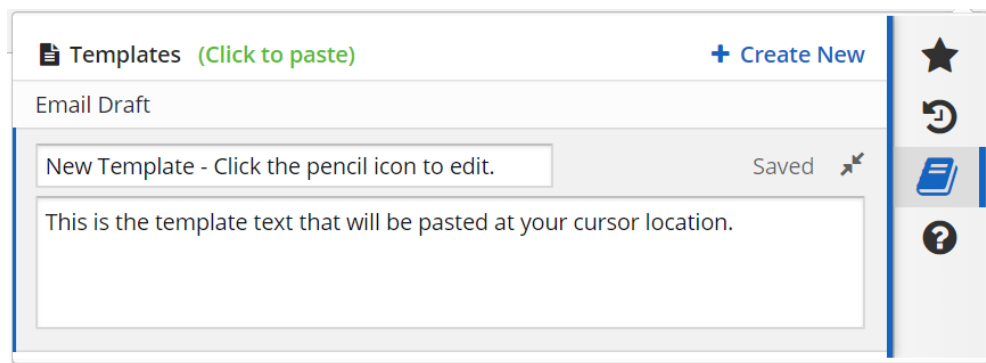 Templates (Click to paste) + Create New
Email Draft
New Template - Click the pencil icon to edit. Saved
This is the template text that will be pasted at your cursor location.